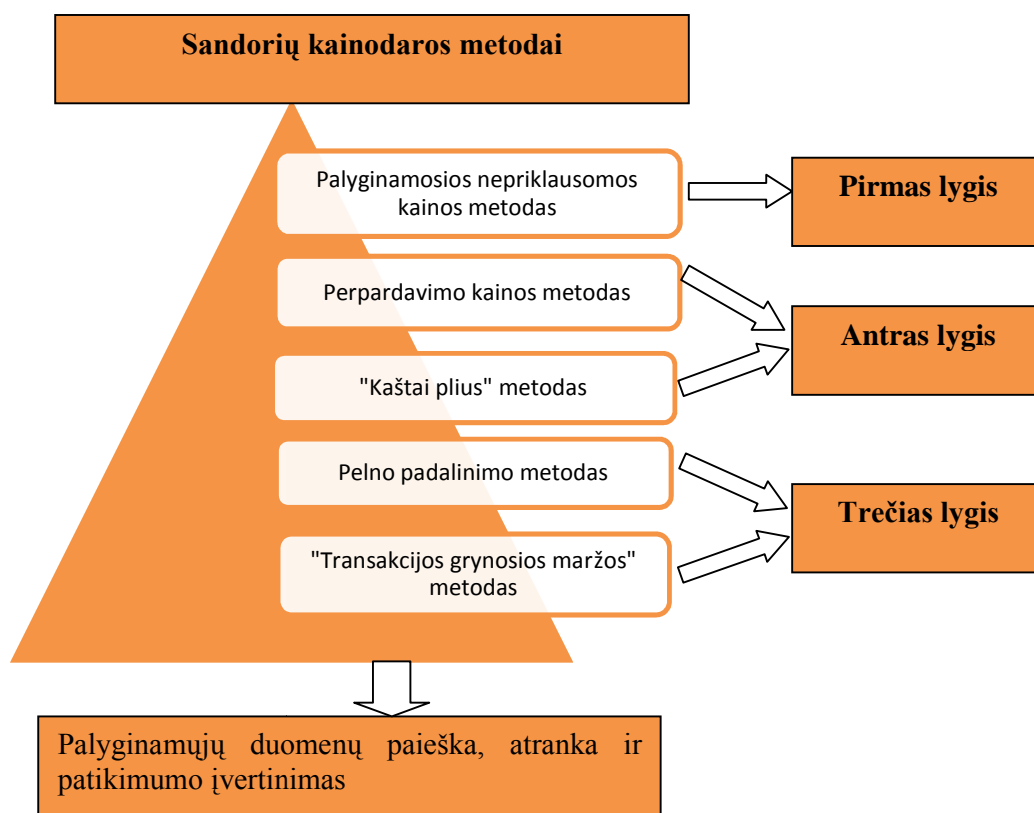 Sandorių kainodaros metodai
Palyginamosios nepriklausomos
kainos metodas
Pirmas lygis
Perpardavimo kainos metodas
Antras lygis
"Kaštai plius" metodas
Pelno padalinimo metodas
Trečias lygis
"Transakcijos grynosios maržos"
metodas
Palyginamųjų duomenų paieška, atranka ir
patikimumo įvertinimas